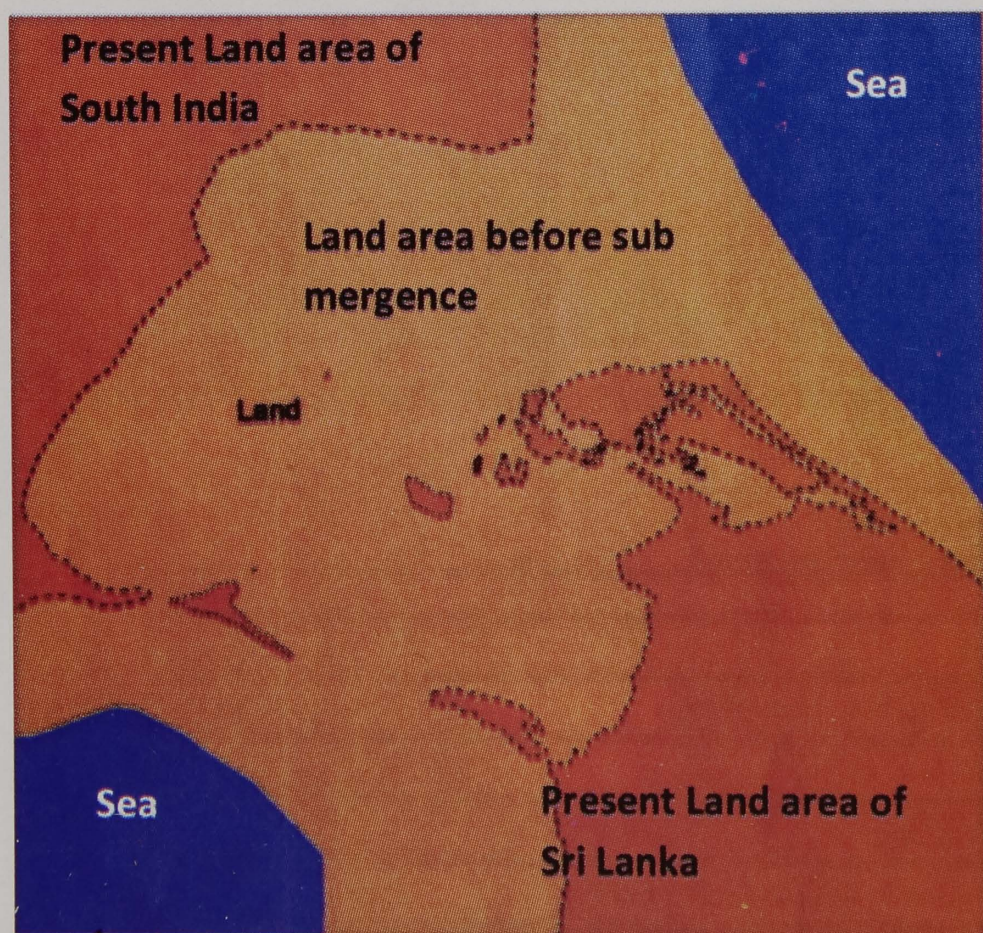 Present Land area of
South India
Sea
Land area before sub
mergence
Land
Sea
Present Land area of
Sri Lanka